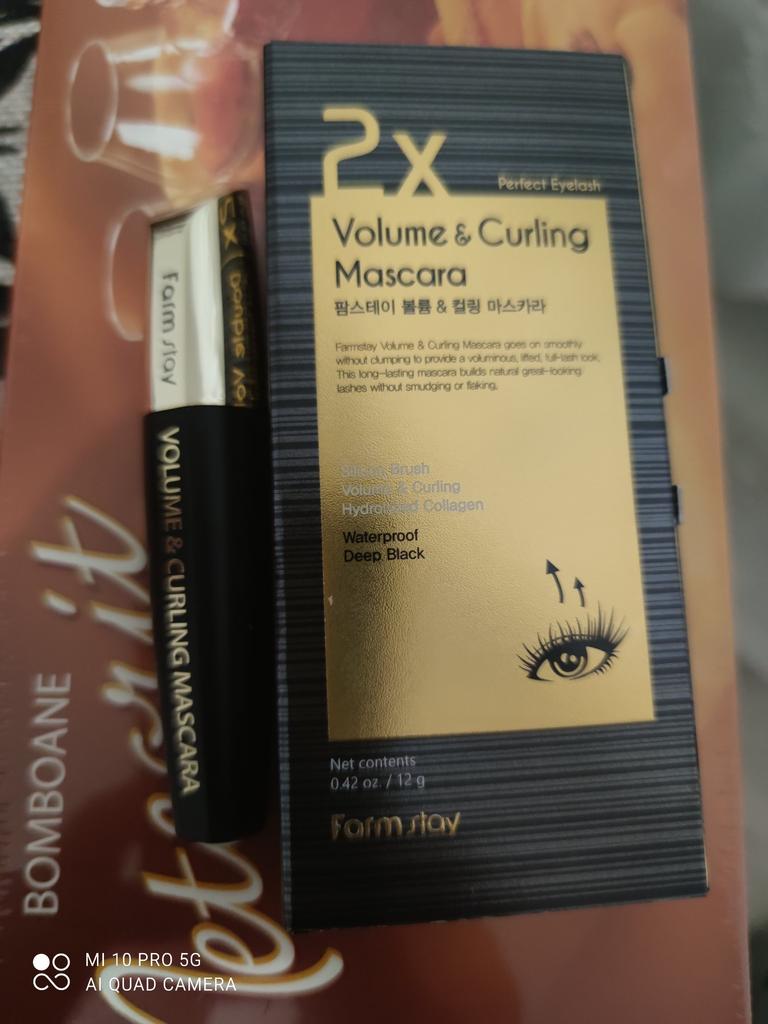 2x
Perfect Eyelash
Volume & Curling
Mascara
팜스테이 볼륨 & 컬링 마스카라
Farmstay Volume & Curling Mascara goes on smoothly
without clumping to provide a voluminous, lifted, full-lash look.
This long-lasting mascara builds natural great-looking
lashes without smudging or flaking.
Silicon Brush
Volume & Curling
Hydrolized Collagen
Waterproof
Deep Black
Net contents
0.42 oz. / 12 g
Farm stay
Farm stay
VOLUME & CURLING MASCARA
BOMBOANE
MI 10 PRO 5G
AI QUAD CAMERA